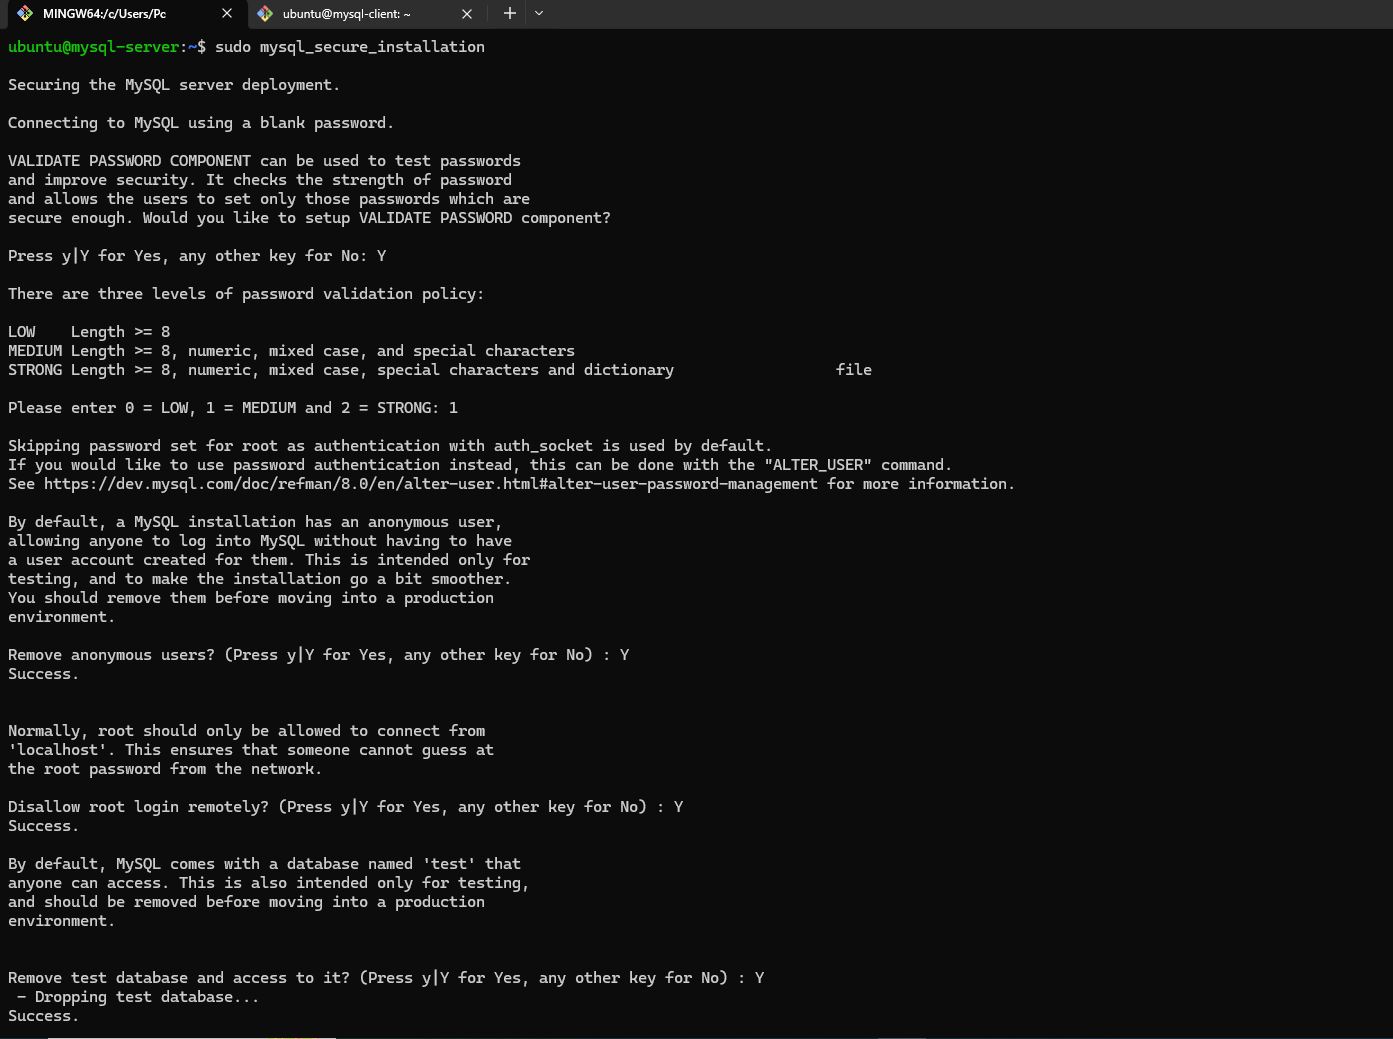 MINGW64:/c/Users/Pc
ubuntu@mysql-client: ~
ubuntu@mysql-server:~$ sudo mysql_secure_installation
Securing the MySQL server deployment.
Connecting to MySQL using a blank password.
VALIDATE PASSWORD COMPONENT can be used to test passwords
and improve security. It checks the strength of password
and allows the users to set only those passwords which are
secure enough. Would you like to setup VALIDATE PASSWORD component?
Press y|Y for Yes, any other key for No: Y
There are three levels of password validation policy:
LOW    Length >= 8
MEDIUM Length >= 8, numeric, mixed case, and special characters
STRONG Length >= 8, numeric, mixed case, special characters and dictionary                  file
Please enter 0 = LOW, 1 = MEDIUM and 2 = STRONG: 1
Skipping password set for root as authentication with auth_socket is used by default.
If you would like to use password authentication instead, this can be done with the "ALTER_USER" command.
See https://dev.mysql.com/doc/refman/8.0/en/alter-user.html#alter-user-password-management for more information.
By default, a MySQL installation has an anonymous user,
allowing anyone to log into MySQL without having to have
a user account created for them. This is intended only for
testing, and to make the installation go a bit smoother.
You should remove them before moving into a production
environment.
Remove anonymous users? (Press y|Y for Yes, any other key for No) : Y
Success.
Normally, root should only be allowed to connect from
'localhost'. This ensures that someone cannot guess at
the root password from the network.
Disallow root login remotely? (Press y|Y for Yes, any other key for No) : Y
Success.
By default, MySQL comes with a database named 'test' that
anyone can access. This is also intended only for testing,
and should be removed before moving into a production
environment.
Remove test database and access to it? (Press y|Y for Yes, any other key for No) : Y
 - Dropping test database...
Success.